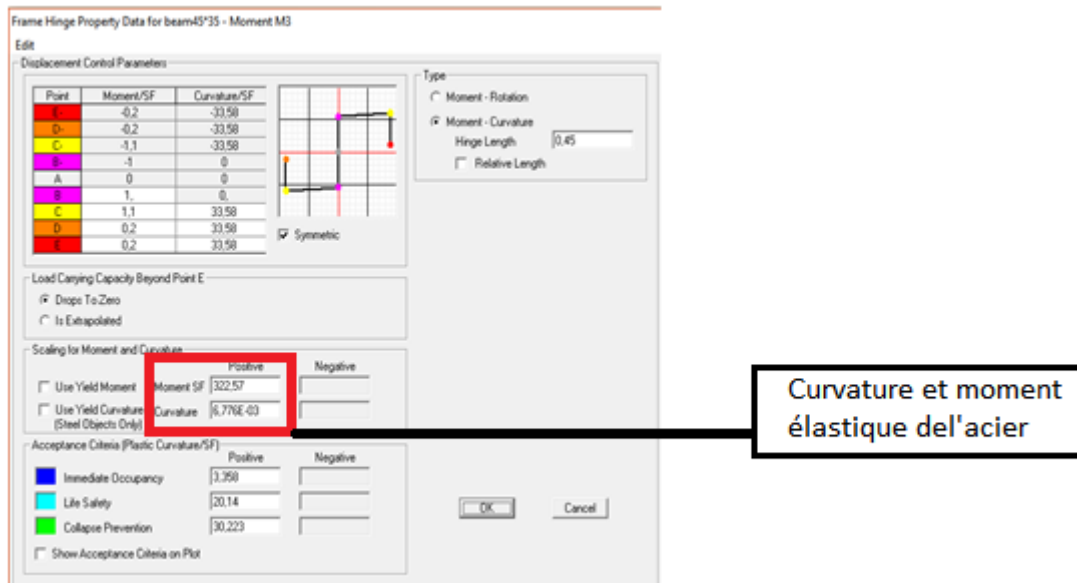 Frame Hinge Property Data for beam45*35 - Moment M3
Edit
Displacement Control Parameters
Point Moment/SF Curvature/SF
E- -0,2 -33,58
D- -0,2 -33,58
C- -1,1 -33,58
B- -1 0
A 0 0
B 1, 0,
C 1,1 33,58
D 0,2 33,58
E 0,2 33,58
Symmetric
Type
Moment - Rotation
Moment - Curvature
Hinge Length 0,45
Relative Length
Load Carrying Capacity Beyond Point E
Drops To Zero
Is Extrapolated
Scaling for Moment and Curvature
Positive Negative
Use Yield Moment Moment SF 322,57
Use Yield Curvature Curvature 6,776E-03
(Steel Objects Only)
Acceptance Criteria (Plastic Curvature/SF)
Positive Negative
Immediate Occupancy 3,358
Life Safety 20,14
Collapse Prevention 30,223
Show Acceptance Criteria on Plot
OK Cancel
Curvature et moment
élastique del'acier